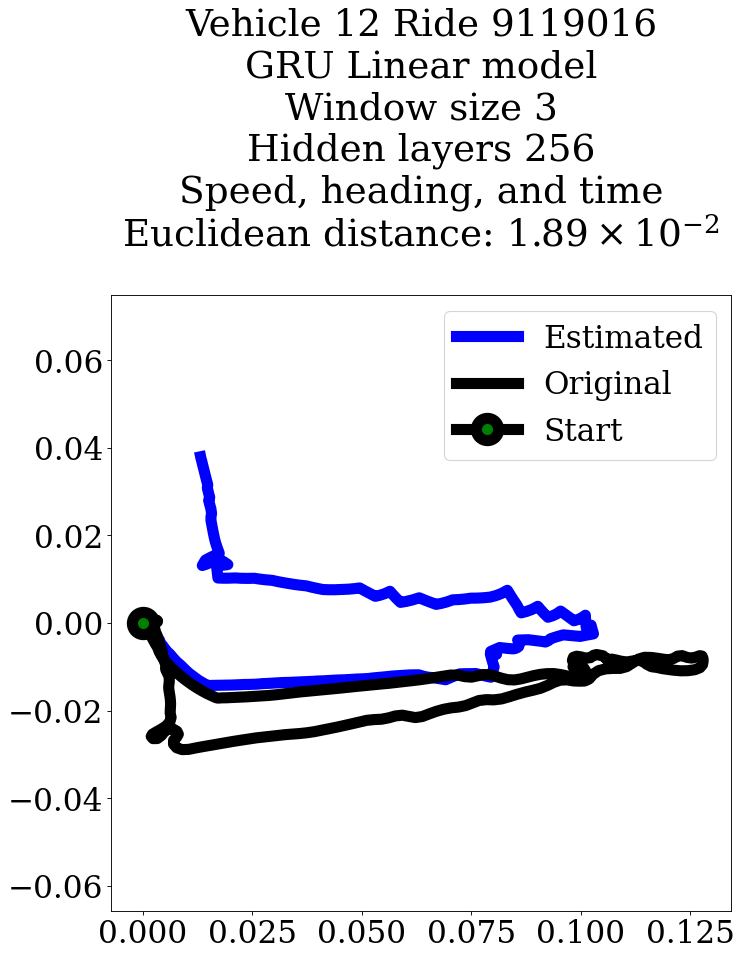 Vehicle 12 Ride 9119016
GRU Linear model
Window size 3
Hidden layers 256
Speed, heading, and time
Euclidean distance: 1.89 × 10⁻²
Estimated
Original
Start
0.06
0.04
0.02
0.00
−0.02
−0.04
−0.06
0.000 0.025 0.050 0.075 0.100 0.125